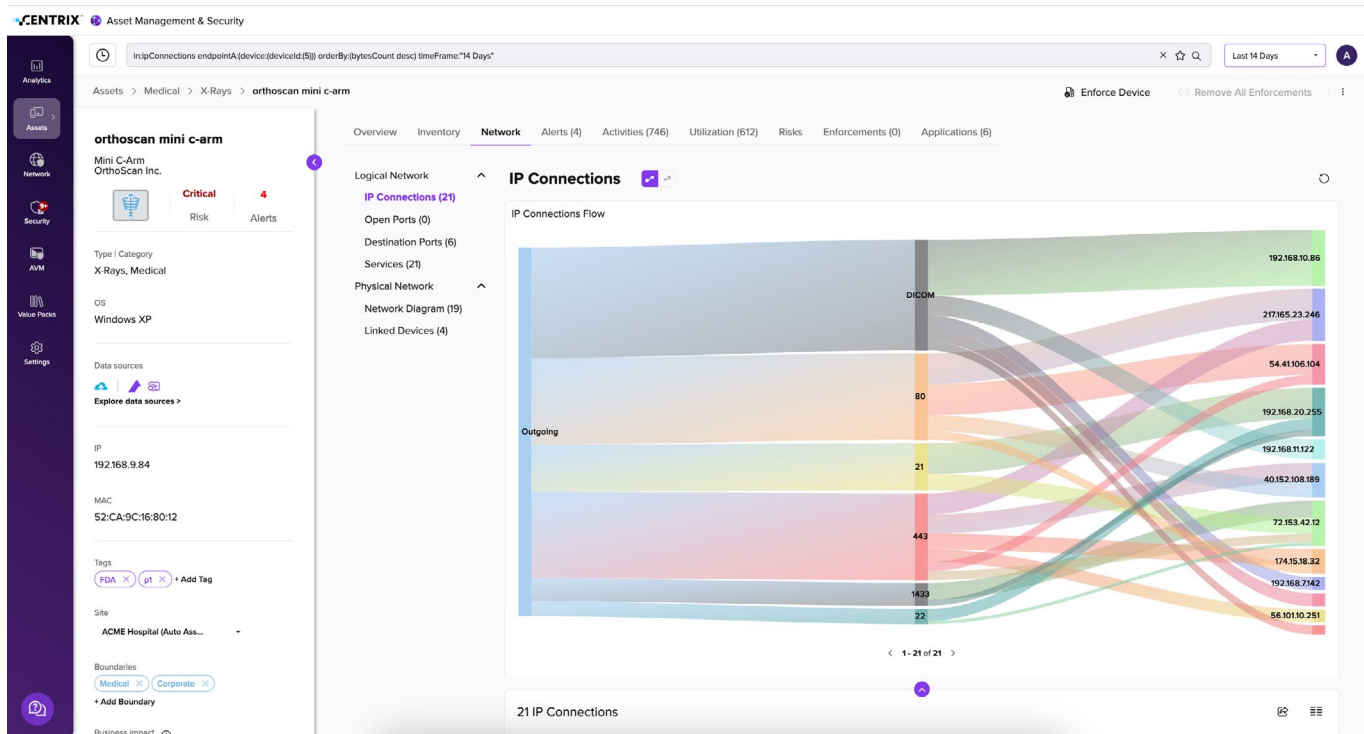 CENTRIX Asset Management & Security
in:ipConnections endpointA:(device:(deviceId:(5))) orderBy:(bytesCount desc) timeFrame:"14 Days"
Last 14 Days
A
Analytics
Assets
Network
9+
Security
AVM
Value Packs
Settings
Assets > Medical > X-Rays > orthoscan mini c-arm
Enforce Device
Remove All Enforcements
orthoscan mini c-arm
Mini C-Arm
OrthoScan Inc.
Critical
Risk
4
Alerts
Type | Category
X-Rays, Medical
OS
Windows XP
Data sources
Explore data sources >
IP
192.168.9.84
MAC
52:CA:9C:16:80:12
Tags
FDA
p1
+ Add Tag
Site
ACME Hospital (Auto Ass...
Boundaries
Medical
Corporate
+ Add Boundary
Business impact
Overview
Inventory
Network
Alerts (4)
Activities (746)
Utilization (612)
Risks
Enforcements (0)
Applications (6)
Logical Network
IP Connections (21)
Open Ports (0)
Destination Ports (6)
Services (21)
Physical Network
Network Diagram (19)
Linked Devices (4)
IP Connections
IP Connections Flow
Outgoing
DICOM
80
21
443
1433
22
192.168.10.86
217.165.23.246
54.41.106.104
192.168.20.255
192.168.11.122
40.152.108.189
72.153.42.12
174.15.18.32
192.168.7.142
56.101.10.251
1 - 21 of 21
21 IP Connections